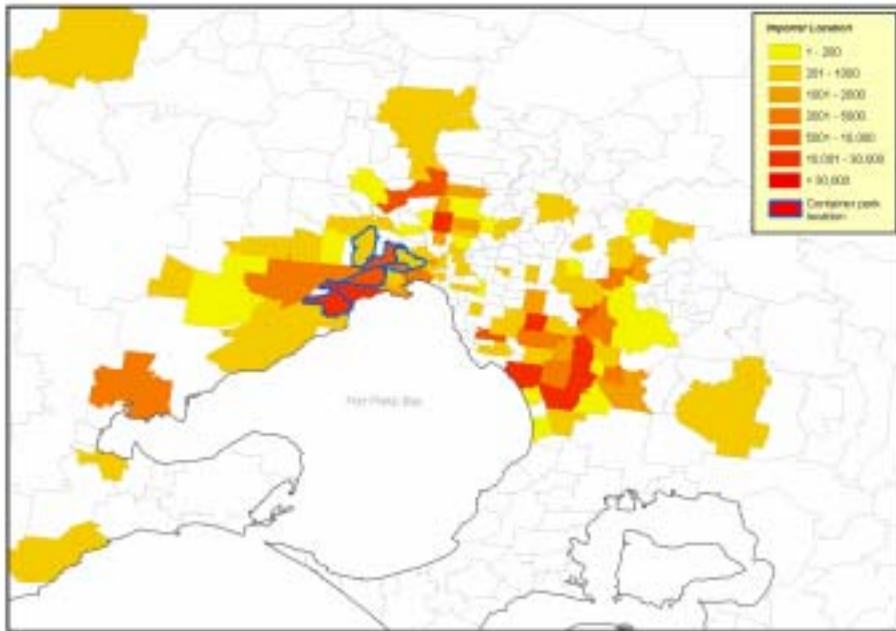 Importer Location
1 - 200
201 - 1000
1001 - 2000
2001 - 5000
5001 - 10,000
10,001 - 30,000
> 30,000
Container park
location
Port Phillip Bay